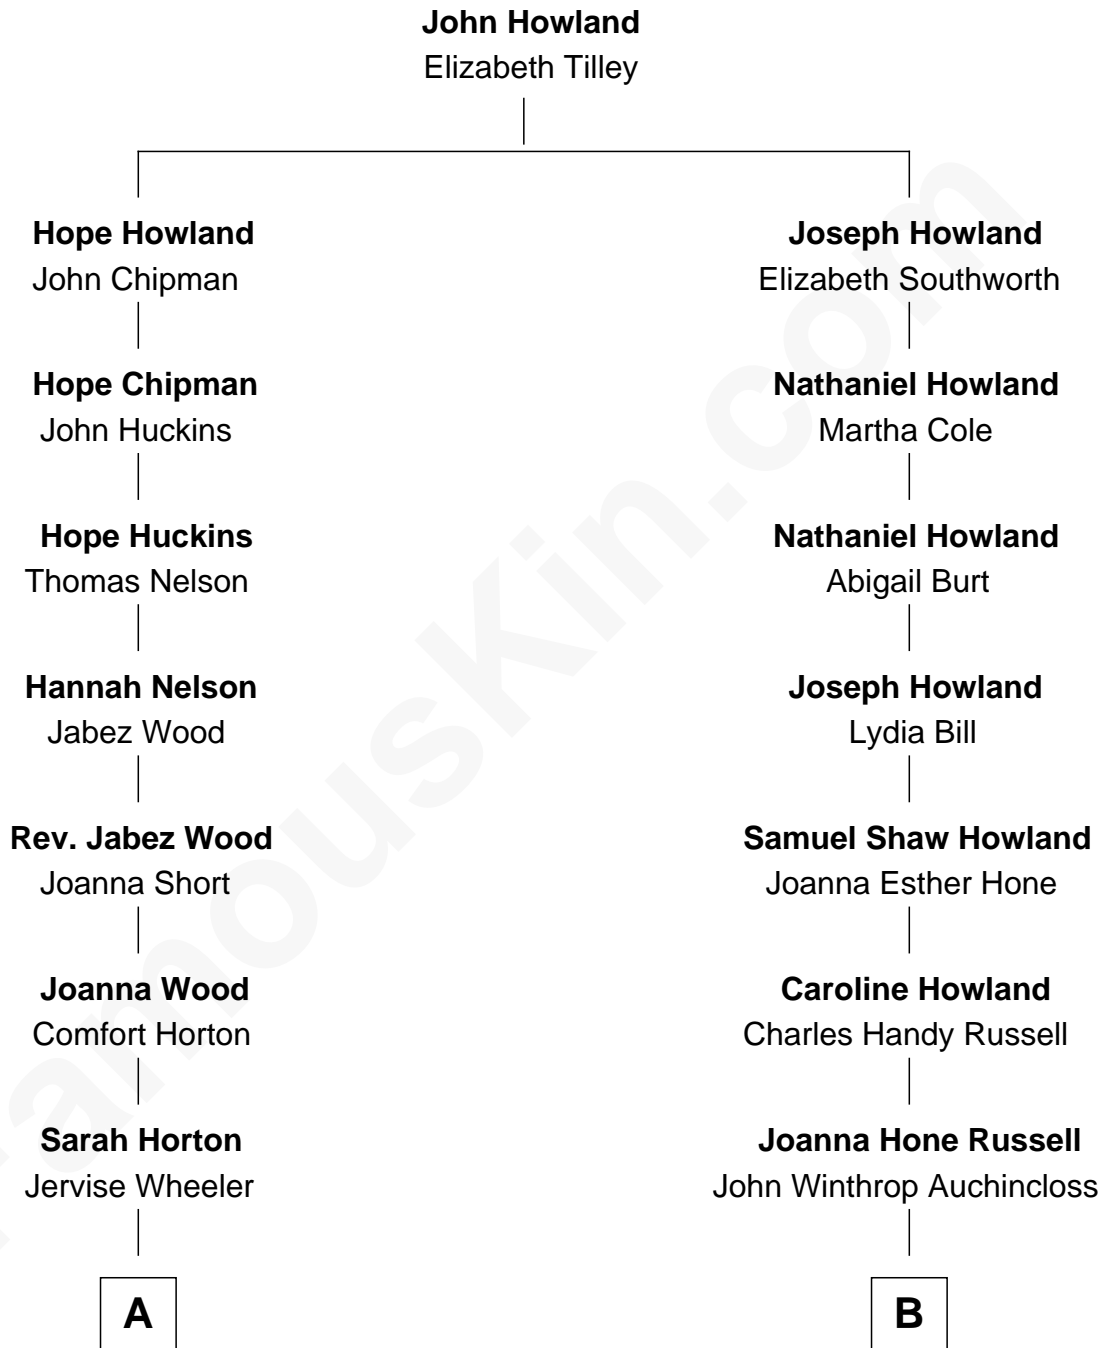 John Howland
Elizabeth Tilley
Hope Howland
John Chipman
Joseph Howland
Elizabeth Southworth
Hope Chipman
John Huckins
Nathaniel Howland
Martha Cole
Hope Huckins
Thomas Nelson
Nathaniel Howland
Abigail Burt
Hannah Nelson
Jabez Wood
Joseph Howland
Lydia Bill
Rev. Jabez Wood
Joanna Short
Samuel Shaw Howland
Joanna Esther Hone
Joanna Wood
Comfort Horton
Caroline Howland
Charles Handy Russell
Sarah Horton
Jervise Wheeler
Joanna Hone Russell
John Winthrop Auchincloss
A
B
FamousKin.com